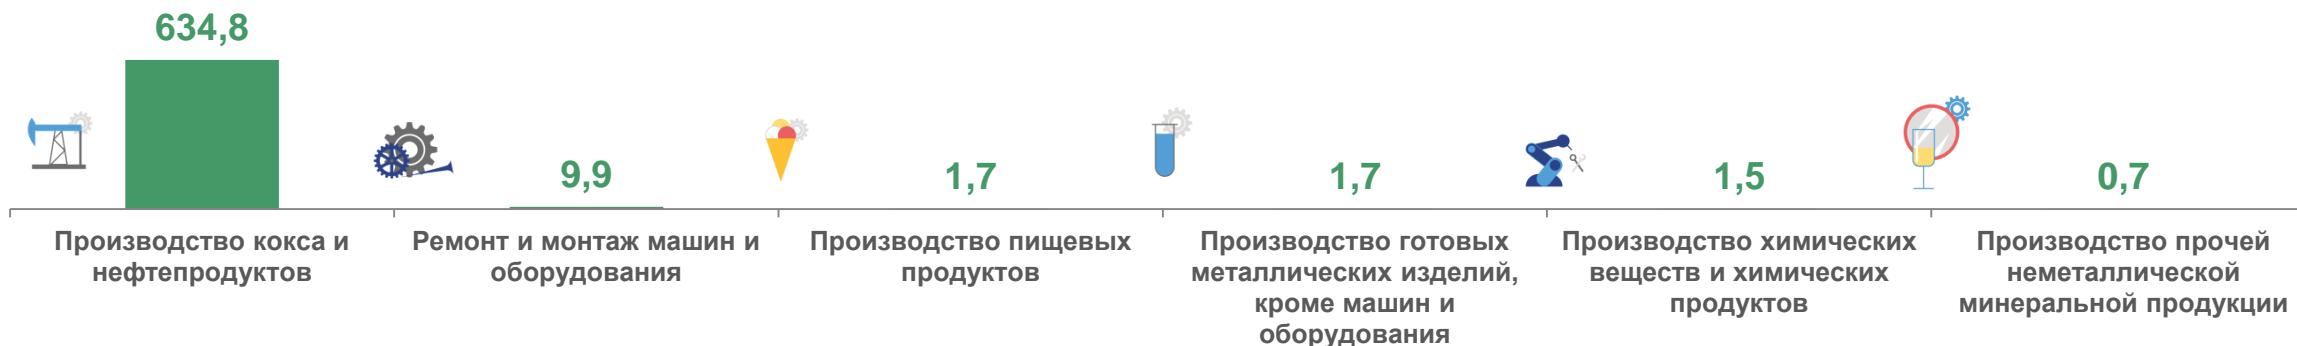 634,8
Производство кокса и
нефтепродуктов
9,9
Ремонт и монтаж машин и
оборудования
1,7
Производство пищевых
продуктов
1,7
Производство готовых
металлических изделий,
кроме машин и
оборудования
1,5
Производство химических
веществ и химических
продуктов
0,7
Производство прочей
неметаллической
минеральной продукции